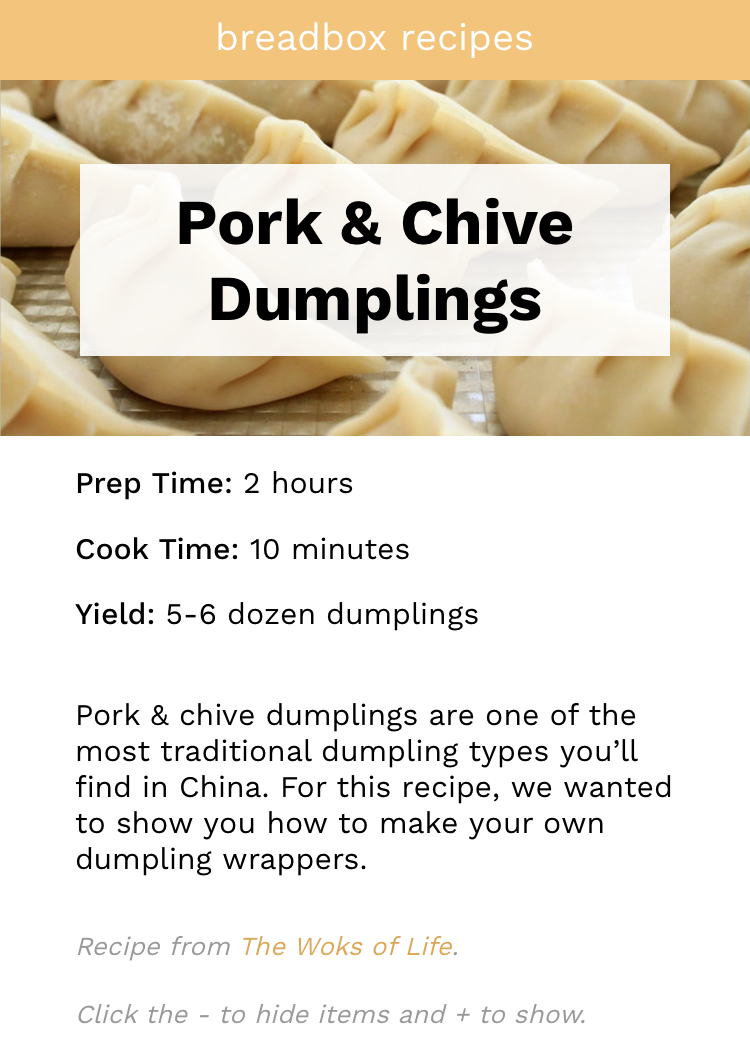 breadbox recipes
Pork & Chive
Dumplings
Prep Time: 2 hours
Cook Time: 10 minutes
Yield: 5-6 dozen dumplings
Pork & chive dumplings are one of the
most traditional dumpling types you’ll
find in China. For this recipe, we wanted
to show you how to make your own
dumpling wrappers.
Recipe from The Woks of Life.
Click the - to hide items and + to show.